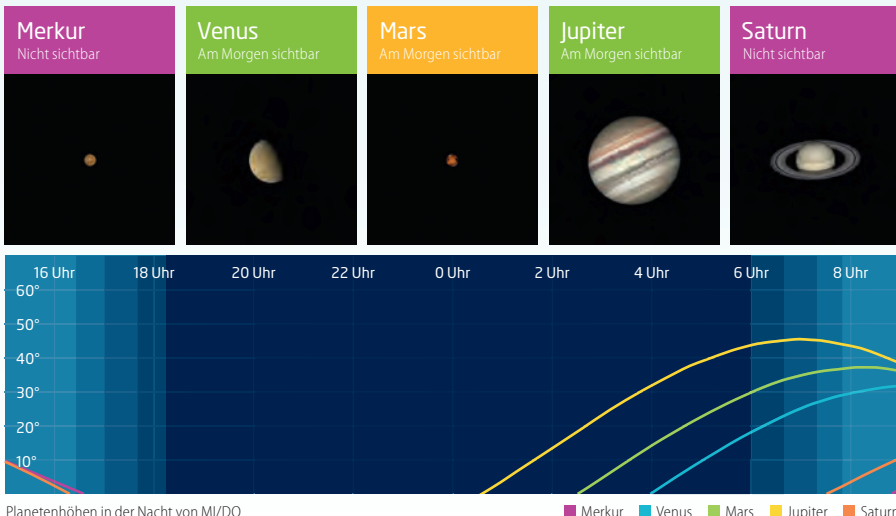 Merkur
Nicht sichtbar
Venus
Am Morgen sichtbar
Mars
Am Morgen sichtbar
Jupiter
Am Morgen sichtbar
Saturn
Nicht sichtbar
16 Uhr 18 Uhr 20 Uhr 22 Uhr 0 Uhr 2 Uhr 4 Uhr 6 Uhr 8 Uhr
60°
50°
40°
30°
20°
10°
Planetenhöhen in der Nacht von MI/DO
Merkur Venus Mars Jupiter Saturn